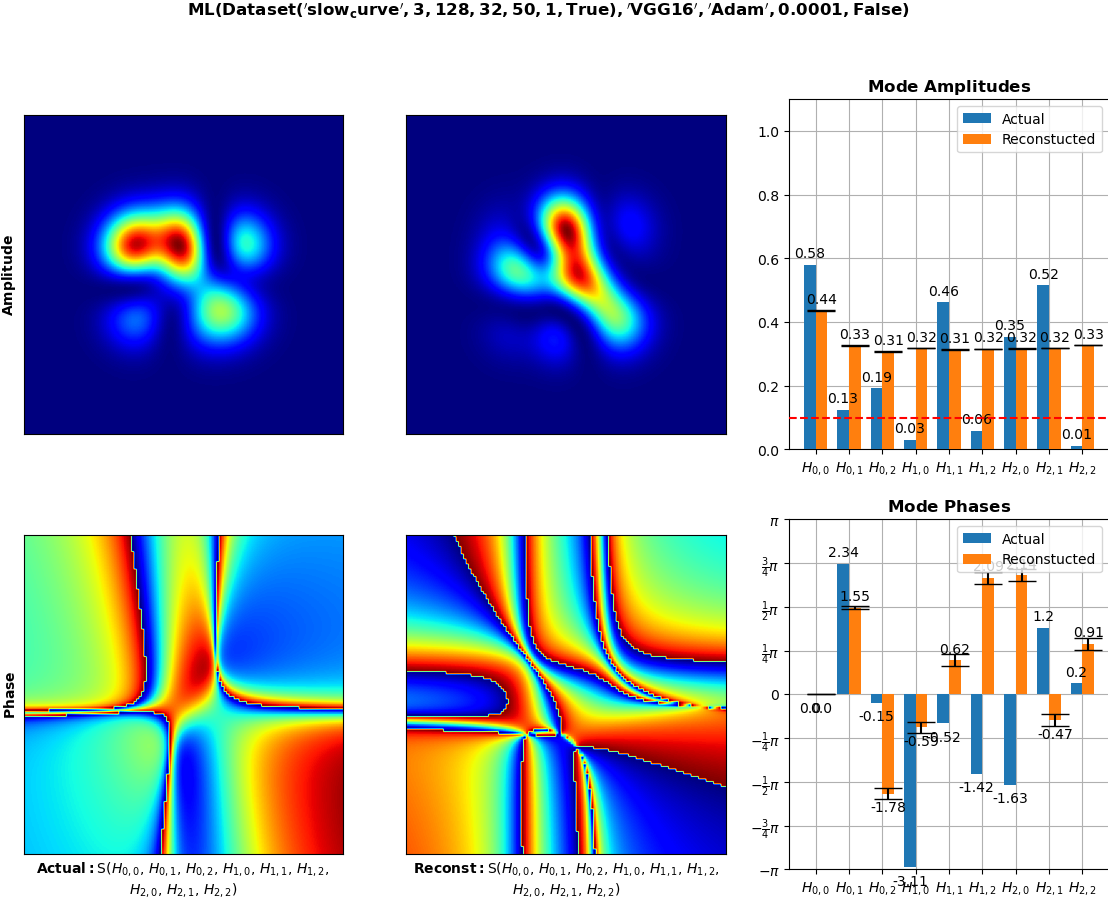 ML(Dataset('slow_curve', 3, 128, 32, 50, 1, True), 'VGG16', 'Adam', 0.0001, False)
Amplitude
Mode Amplitudes
Actual
Reconstucted
1.0
0.8
0.6
0.4
0.2
0.0
0.58
0.44
0.13
0.33
0.19
0.31
0.03
0.32
0.46
0.31
0.06
0.32
0.35
0.32
0.52
0.32
0.01
0.33
H0,0 H0,1 H0,2 H1,0 H1,1 H1,2 H2,0 H2,1 H2,2
Phase
Actual: S(H0,0, H0,1, H0,2, H1,0, H1,1, H1,2,
H2,0, H2,1, H2,2)
Reconst: S(H0,0, H0,1, H0,2, H1,0, H1,1, H1,2,
H2,0, H2,1, H2,2)
Mode Phases
Actual
Reconstucted
π
3/4π
1/2π
1/4π
0
−1/4π
−1/2π
−3/4π
−π
0.0
0.0
2.34
1.55
-0.15
-1.78
-3.11
-0.59
-0.52
0.62
-1.42
2.09
-1.63
1.2
-0.47
0.2
0.91
H0,0 H0,1 H0,2 H1,0 H1,1 H1,2 H2,0 H2,1 H2,2